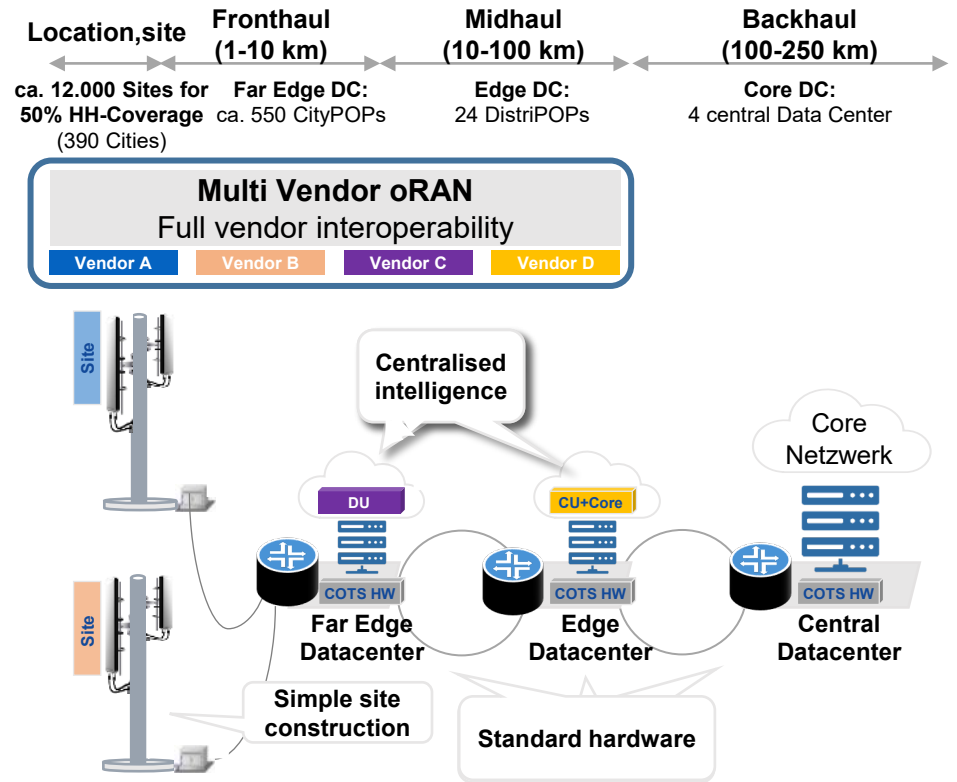 Location,site
Fronthaul
(1-10 km)
Midhaul
(10-100 km)
Backhaul
(100-250 km)
ca. 12.000 Sites for
50% HH-Coverage
(390 Cities)
Far Edge DC:
ca. 550 CityPOPs
Edge DC:
24 DistriPOPs
Core DC:
4 central Data Center
Multi Vendor oRAN
Full vendor interoperability
Vendor A
Vendor B
Vendor C
Vendor D
Site
Centralised
intelligence
Core
Netzwerk
DU
CU+Core
COTS HW
COTS HW
COTS HW
Far Edge
Datacenter
Edge
Datacenter
Central
Datacenter
Site
Simple site
construction
Standard hardware